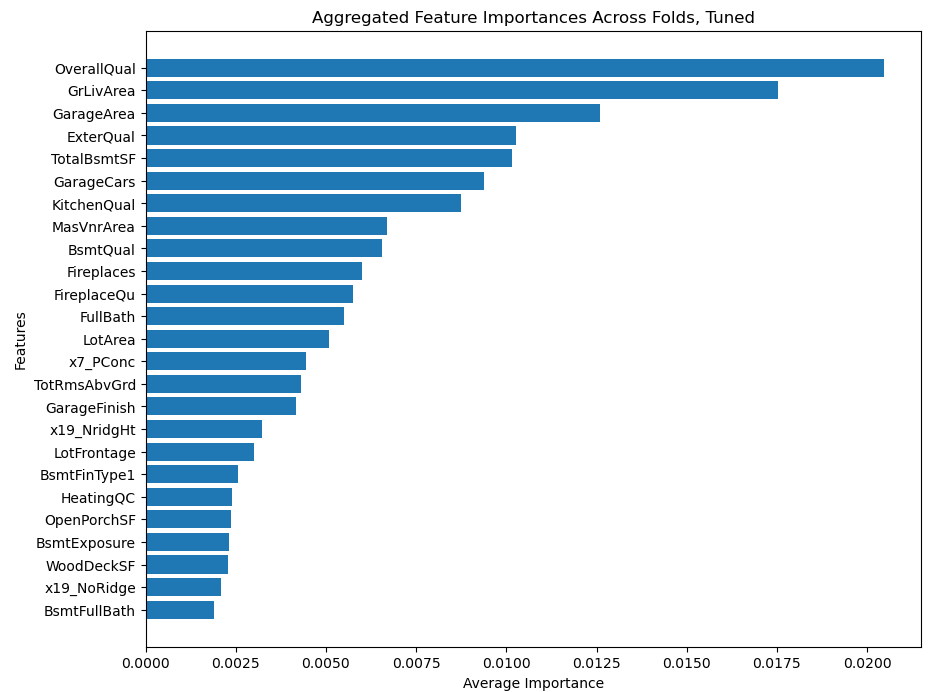 Aggregated Feature Importances Across Folds, Tuned
OverallQual
GrLivArea
GarageArea
ExterQual
TotalBsmtSF
GarageCars
KitchenQual
MasVnrArea
BsmtQual
Fireplaces
FireplaceQu
FullBath
LotArea
x7_PConc
TotRmsAbvGrd
GarageFinish
x19_NridgHt
LotFrontage
BsmtFinType1
HeatingQC
OpenPorchSF
BsmtExposure
WoodDeckSF
x19_NoRidge
BsmtFullBath
Features
0.0000 0.0025 0.0050 0.0075 0.0100 0.0125 0.0150 0.0175 0.0200
Average Importance